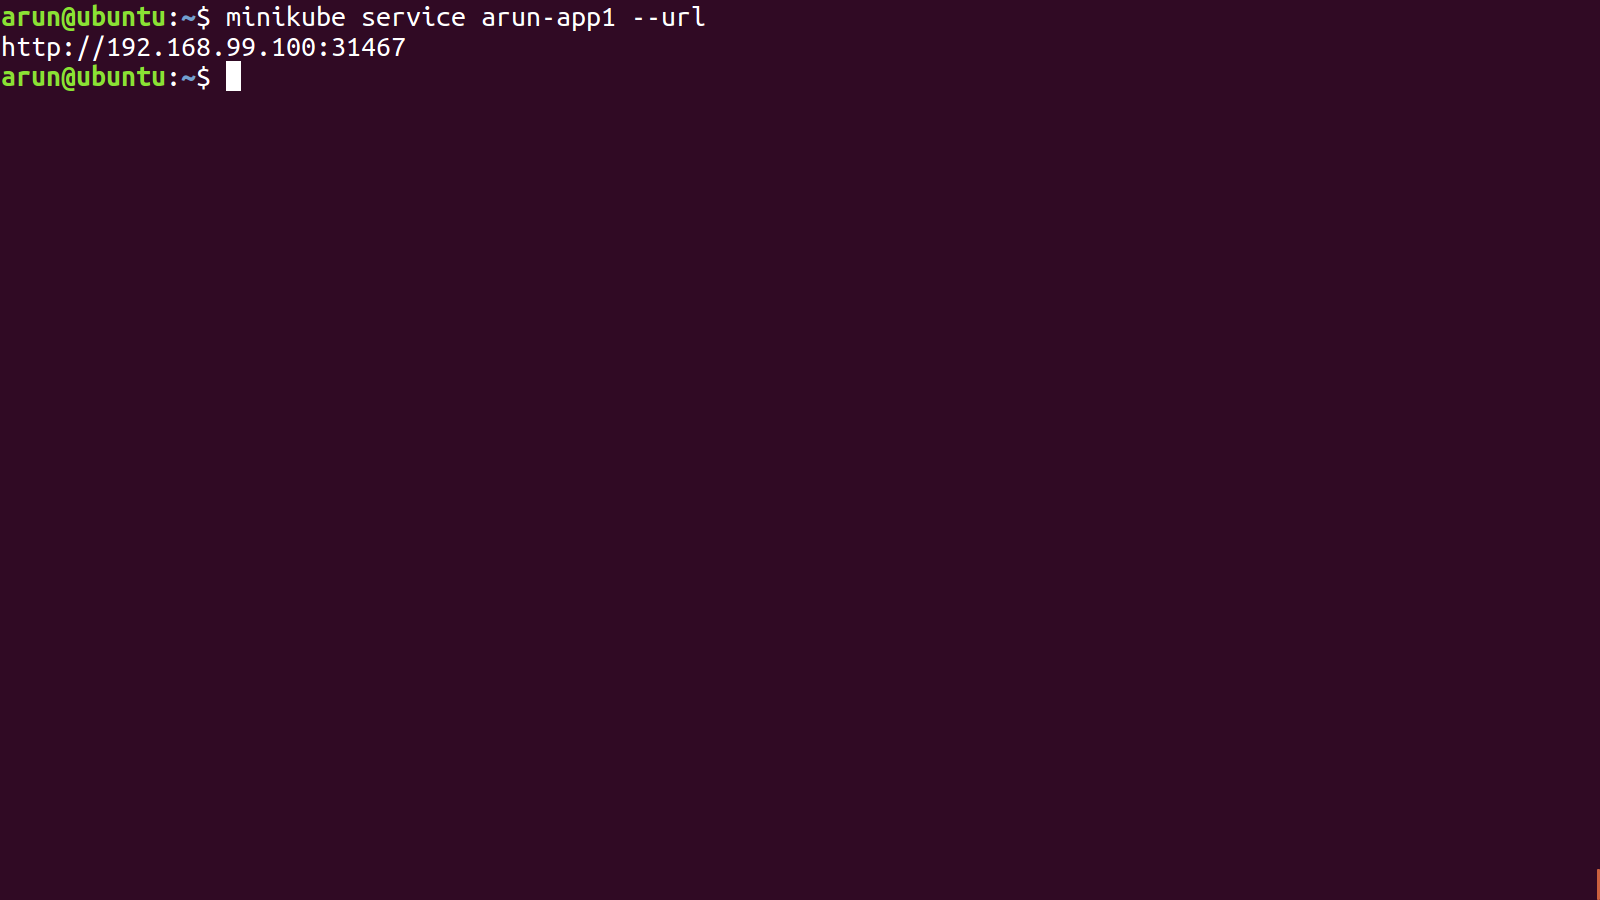 arun@ubuntu:~$ minikube service arun-app1 --url
http://192.168.99.100:31467
arun@ubuntu:~$